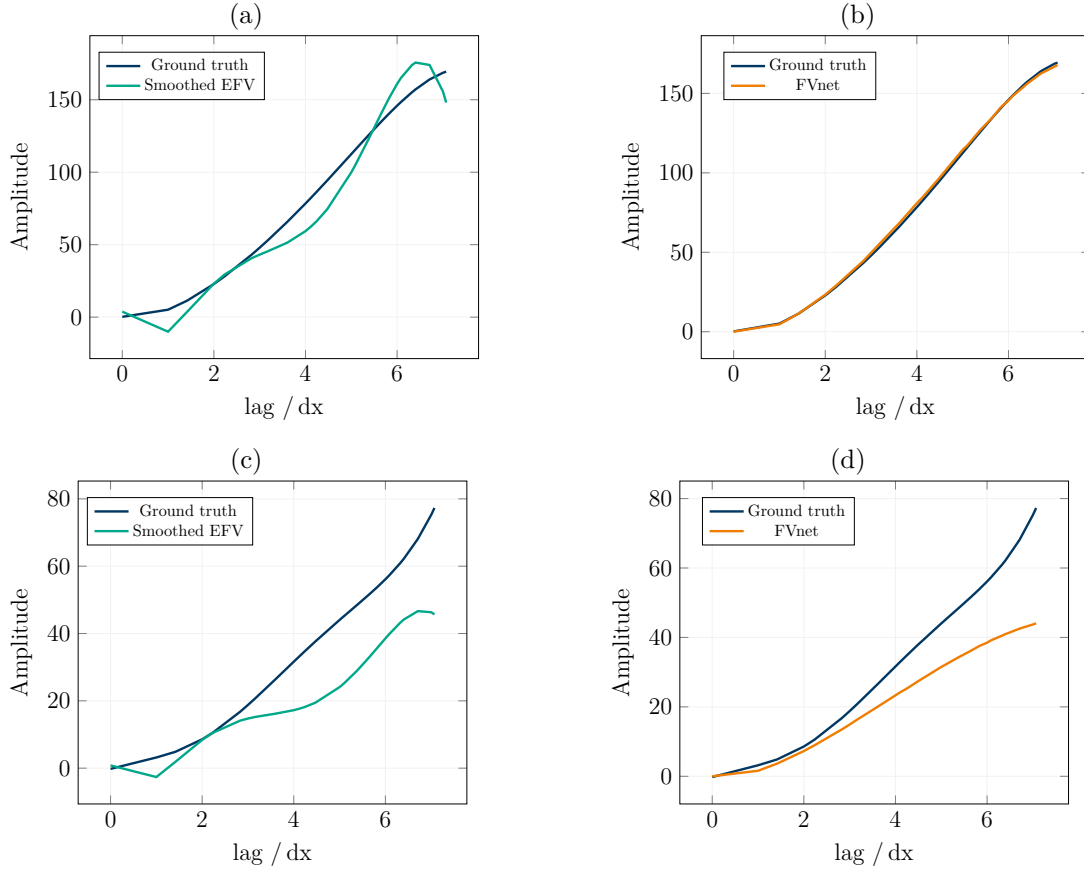 (a)
Ground truth
Smoothed EFV
150
100
50
0
Amplitude
0 2 4 6
lag / dx
(b)
Ground truth
FVnet
150
100
50
0
Amplitude
0 2 4 6
lag / dx
(c)
Ground truth
Smoothed EFV
80
60
40
20
0
Amplitude
0 2 4 6
lag / dx
(d)
Ground truth
FVnet
80
60
40
20
0
Amplitude
0 2 4 6
lag / dx